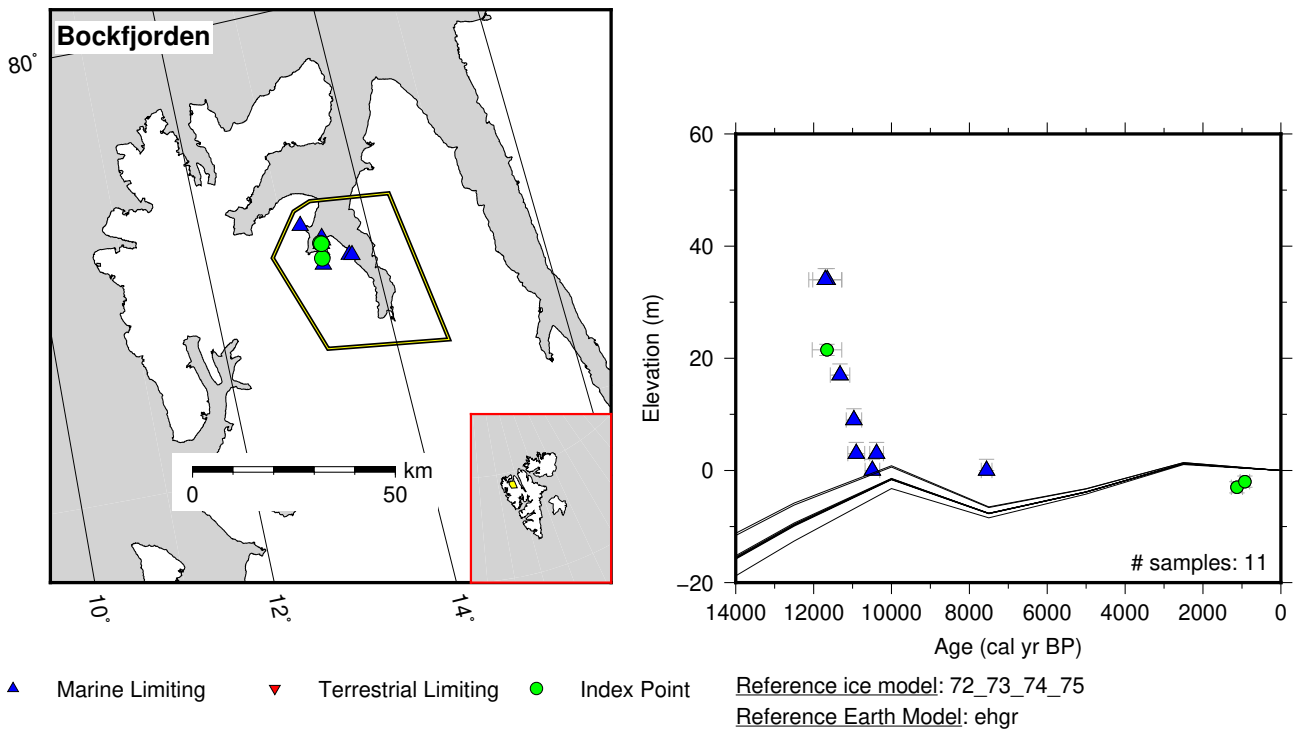 Bockfjorden
80°
km
0 50
10°
12°
14°
60
40
20
0
−20
Elevation (m)
# samples: 11
14000 12000 10000 8000 6000 4000 2000 0
Age (cal yr BP)
Marine Limiting Terrestrial Limiting Index Point
Reference ice model: 72_73_74_75
Reference Earth Model: ehgr